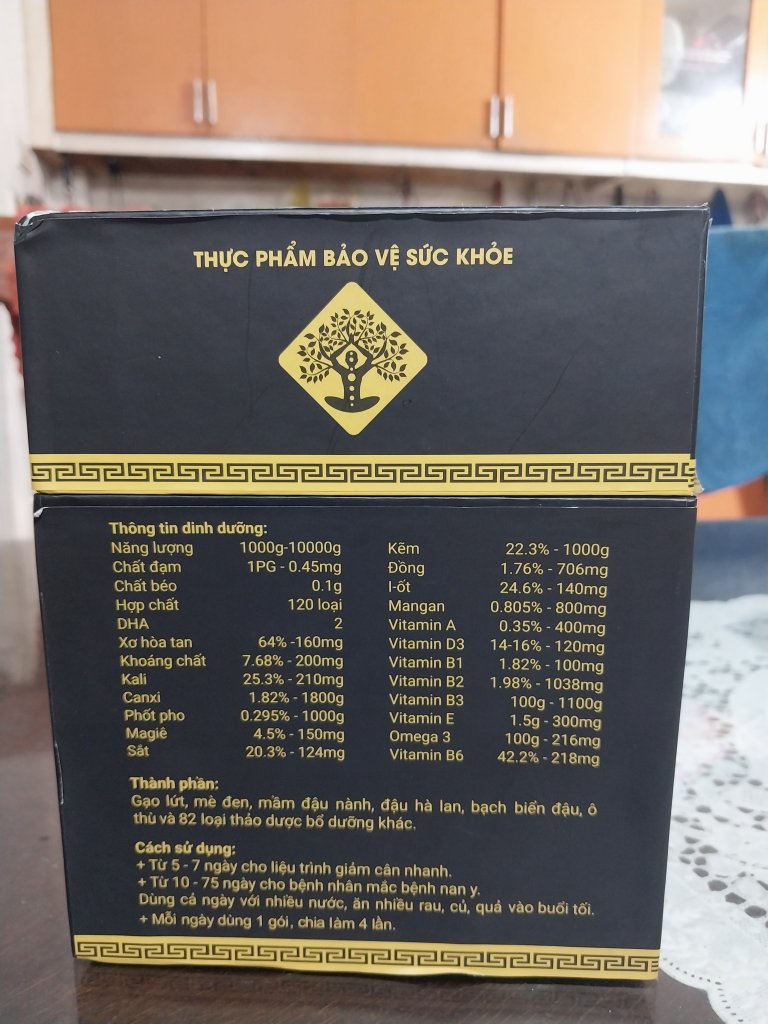 THỰC PHẨM BẢO VỆ SỨC KHỎE
Thông tin dinh dưỡng:
Năng lượng 1000g-10000g
Chất đạm 1PG - 0.45mg
Chất béo 0.1g
Hợp chất 120 loại
DHA 2
Xơ hòa tan 64% -160mg
Khoáng chất 7.68% - 200mg
Kali 25.3% - 210mg
Canxi 1.82% - 1800g
Phốt pho 0.295% - 1000g
Magiê 4.5% - 150mg
Sắt 20.3% - 124mg
Kẽm 22.3% - 1000g
Đồng 1.76% - 706mg
I-ốt 24.6% - 140mg
Mangan 0.805% - 800mg
Vitamin A 0.35% - 400mg
Vitamin D3 14-16% - 120mg
Vitamin B1 1.82% - 100mg
Vitamin B2 1.98% - 1038mg
Vitamin B3 100g - 1100g
Vitamin E 1.5g - 300mg
Omega 3 100g - 216mg
Vitamin B6 42.2% - 218mg
Thành phần:
Gạo lứt, mè đen, mầm đậu nành, đậu hà lan, bạch biển đậu, ô
thù và 82 loại thảo dược bổ dưỡng khác.
Cách sử dụng:
+ Từ 5 - 7 ngày cho liệu trình giảm cân nhanh.
+ Từ 10 - 75 ngày cho bệnh nhân mắc bệnh nan y.
Dùng cả ngày với nhiều nước, ăn nhiều rau, củ, quả vào buổi tối.
+ Mỗi ngày dùng 1 gói, chia làm 4 lần.